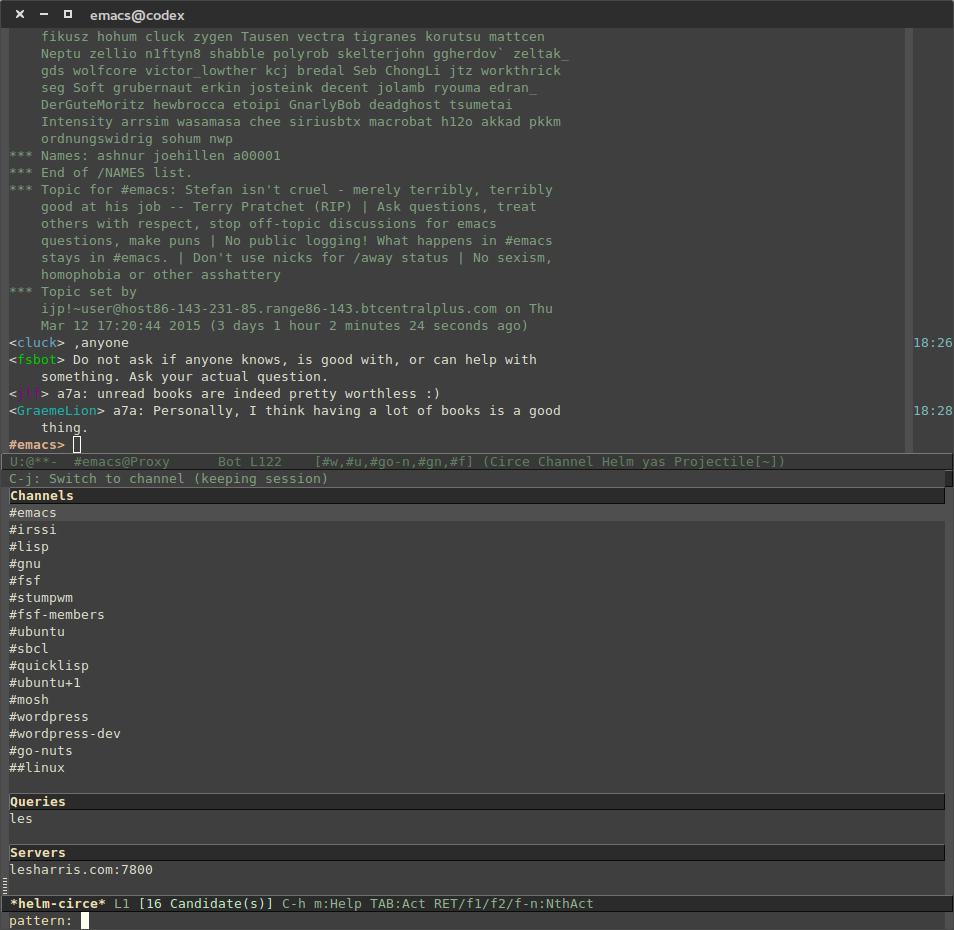 emacs@codex
fikusz hohum cluck zygen Tausen vectra tigranes korutsu mattcen
Neptu zellio n1ftyn8 shabble polyrob skelterjohn ggherdov` zeltak_
gds wolfcore victor_lowther kcj bredal Seb ChongLi jtz workthrick
seg Soft grubernaut erkin josteink decent jolamb ryouma edran_
DerGuteMoritz hewbrocca etoipi GnarlyBob deadghost tsumetai
Intensity arrsim wasamasa chee siriusbtx macrobat h12o akkad pkkm
ordnungswidrig sohum nwp
*** Names: ashnur joehillen a00001
*** End of /NAMES list.
*** Topic for #emacs: Stefan isn't cruel - merely terribly, terribly
good at his job -- Terry Pratchet (RIP) | Ask questions, treat
others with respect, stop off-topic discussions for emacs
questions, make puns | No public logging! What happens in #emacs
stays in #emacs. | Don't use nicks for /away status | No sexism,
homophobia or other asshattery
*** Topic set by
ijp!~user@host86-143-231-85.range86-143.btcentralplus.com on Thu
Mar 12 17:20:44 2015 (3 days 1 hour 2 minutes 24 seconds ago)
<cluck> ,anyone 18:26
<fsbot> Do not ask if anyone knows, is good with, or can help with
something. Ask your actual question.
< > a7a: unread books are indeed pretty worthless :)
<GraemeLion> a7a: Personally, I think having a lot of books is a good 18:28
thing.
#emacs>
U:@**- #emacs@Proxy Bot L122 [#w,#u,#go-n,#gn,#f] (Circe Channel Helm yas Projectile[~])
C-j: Switch to channel (keeping session)
Channels
#emacs
#irssi
#lisp
#gnu
#fsf
#stumpwm
#fsf-members
#ubuntu
#sbcl
#quicklisp
#ubuntu+1
#mosh
#wordpress
#wordpress-dev
#go-nuts
##linux
Queries
les
Servers
lesharris.com:7800
*helm-circe* L1 [16 Candidate(s)] C-h m:Help TAB:Act RET/f1/f2/f-n:NthAct
pattern: